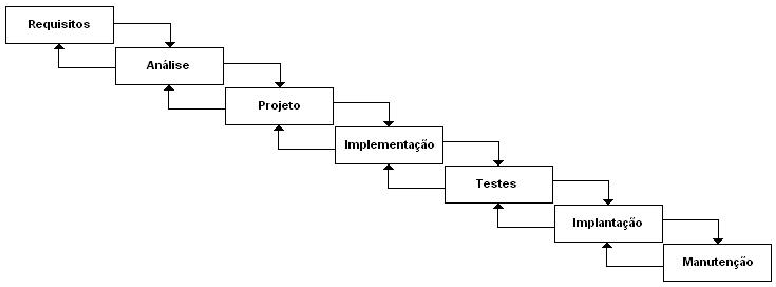 Requisitos
Análise
Projeto
Implementação
Testes
Implantação
Manutenção